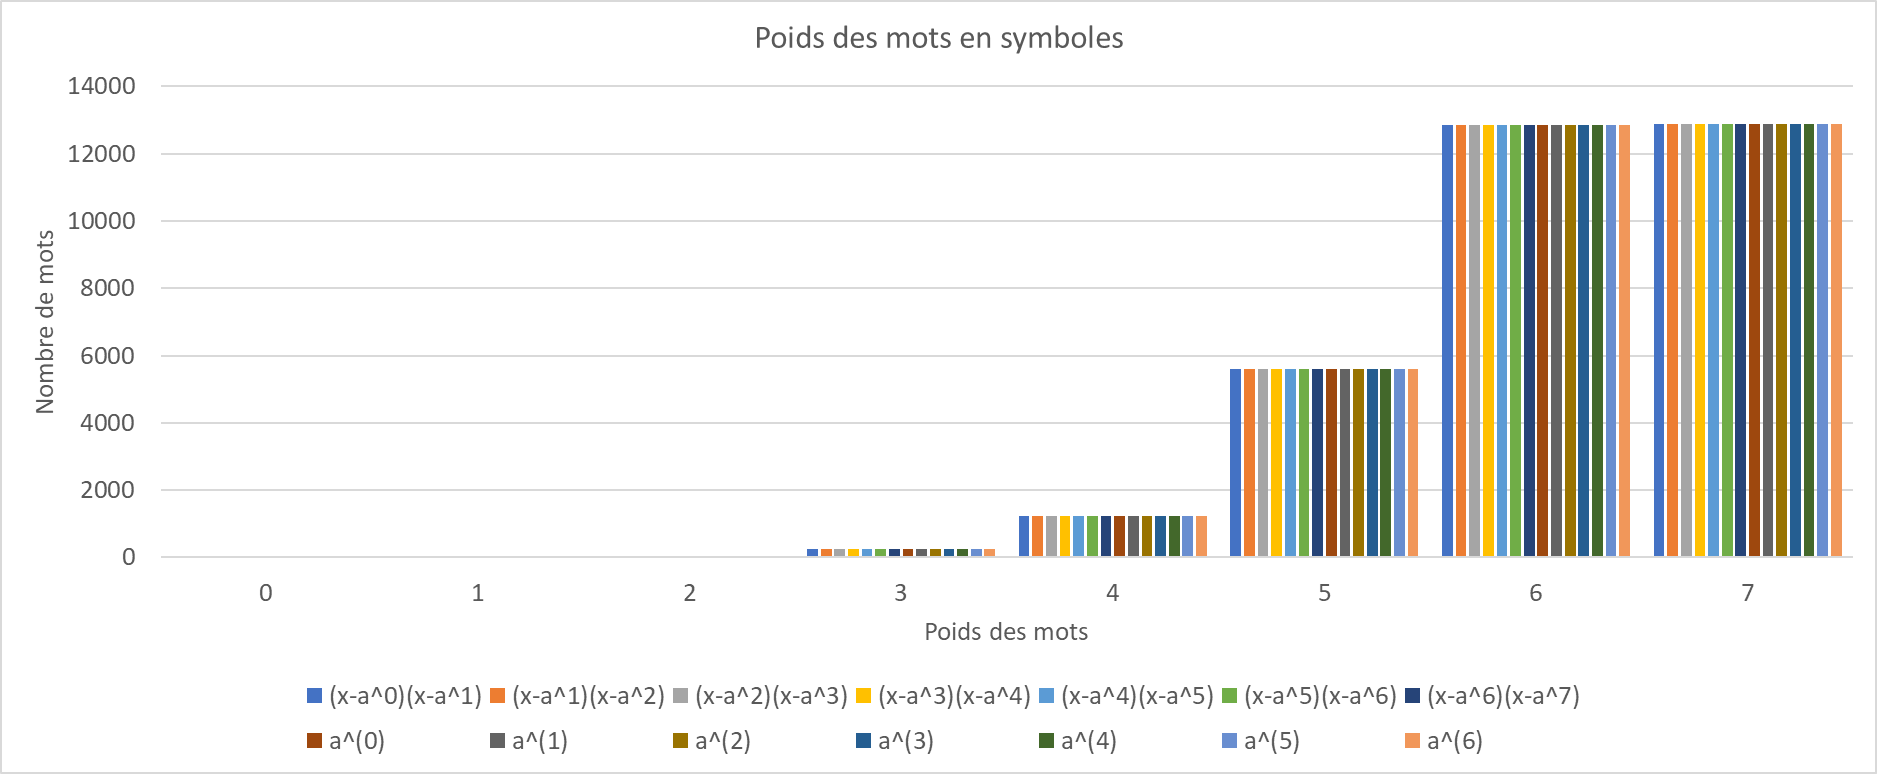 Poids des mots en symboles
14000
12000
10000
8000
6000
4000
2000
0
Nombre de mots
0 1 2 3 4 5 6 7
Poids des mots
(x-a^0)(x-a^1) (x-a^1)(x-a^2) (x-a^2)(x-a^3) (x-a^3)(x-a^4) (x-a^4)(x-a^5) (x-a^5)(x-a^6) (x-a^6)(x-a^7)
a^(0) a^(1) a^(2) a^(3) a^(4) a^(5) a^(6)